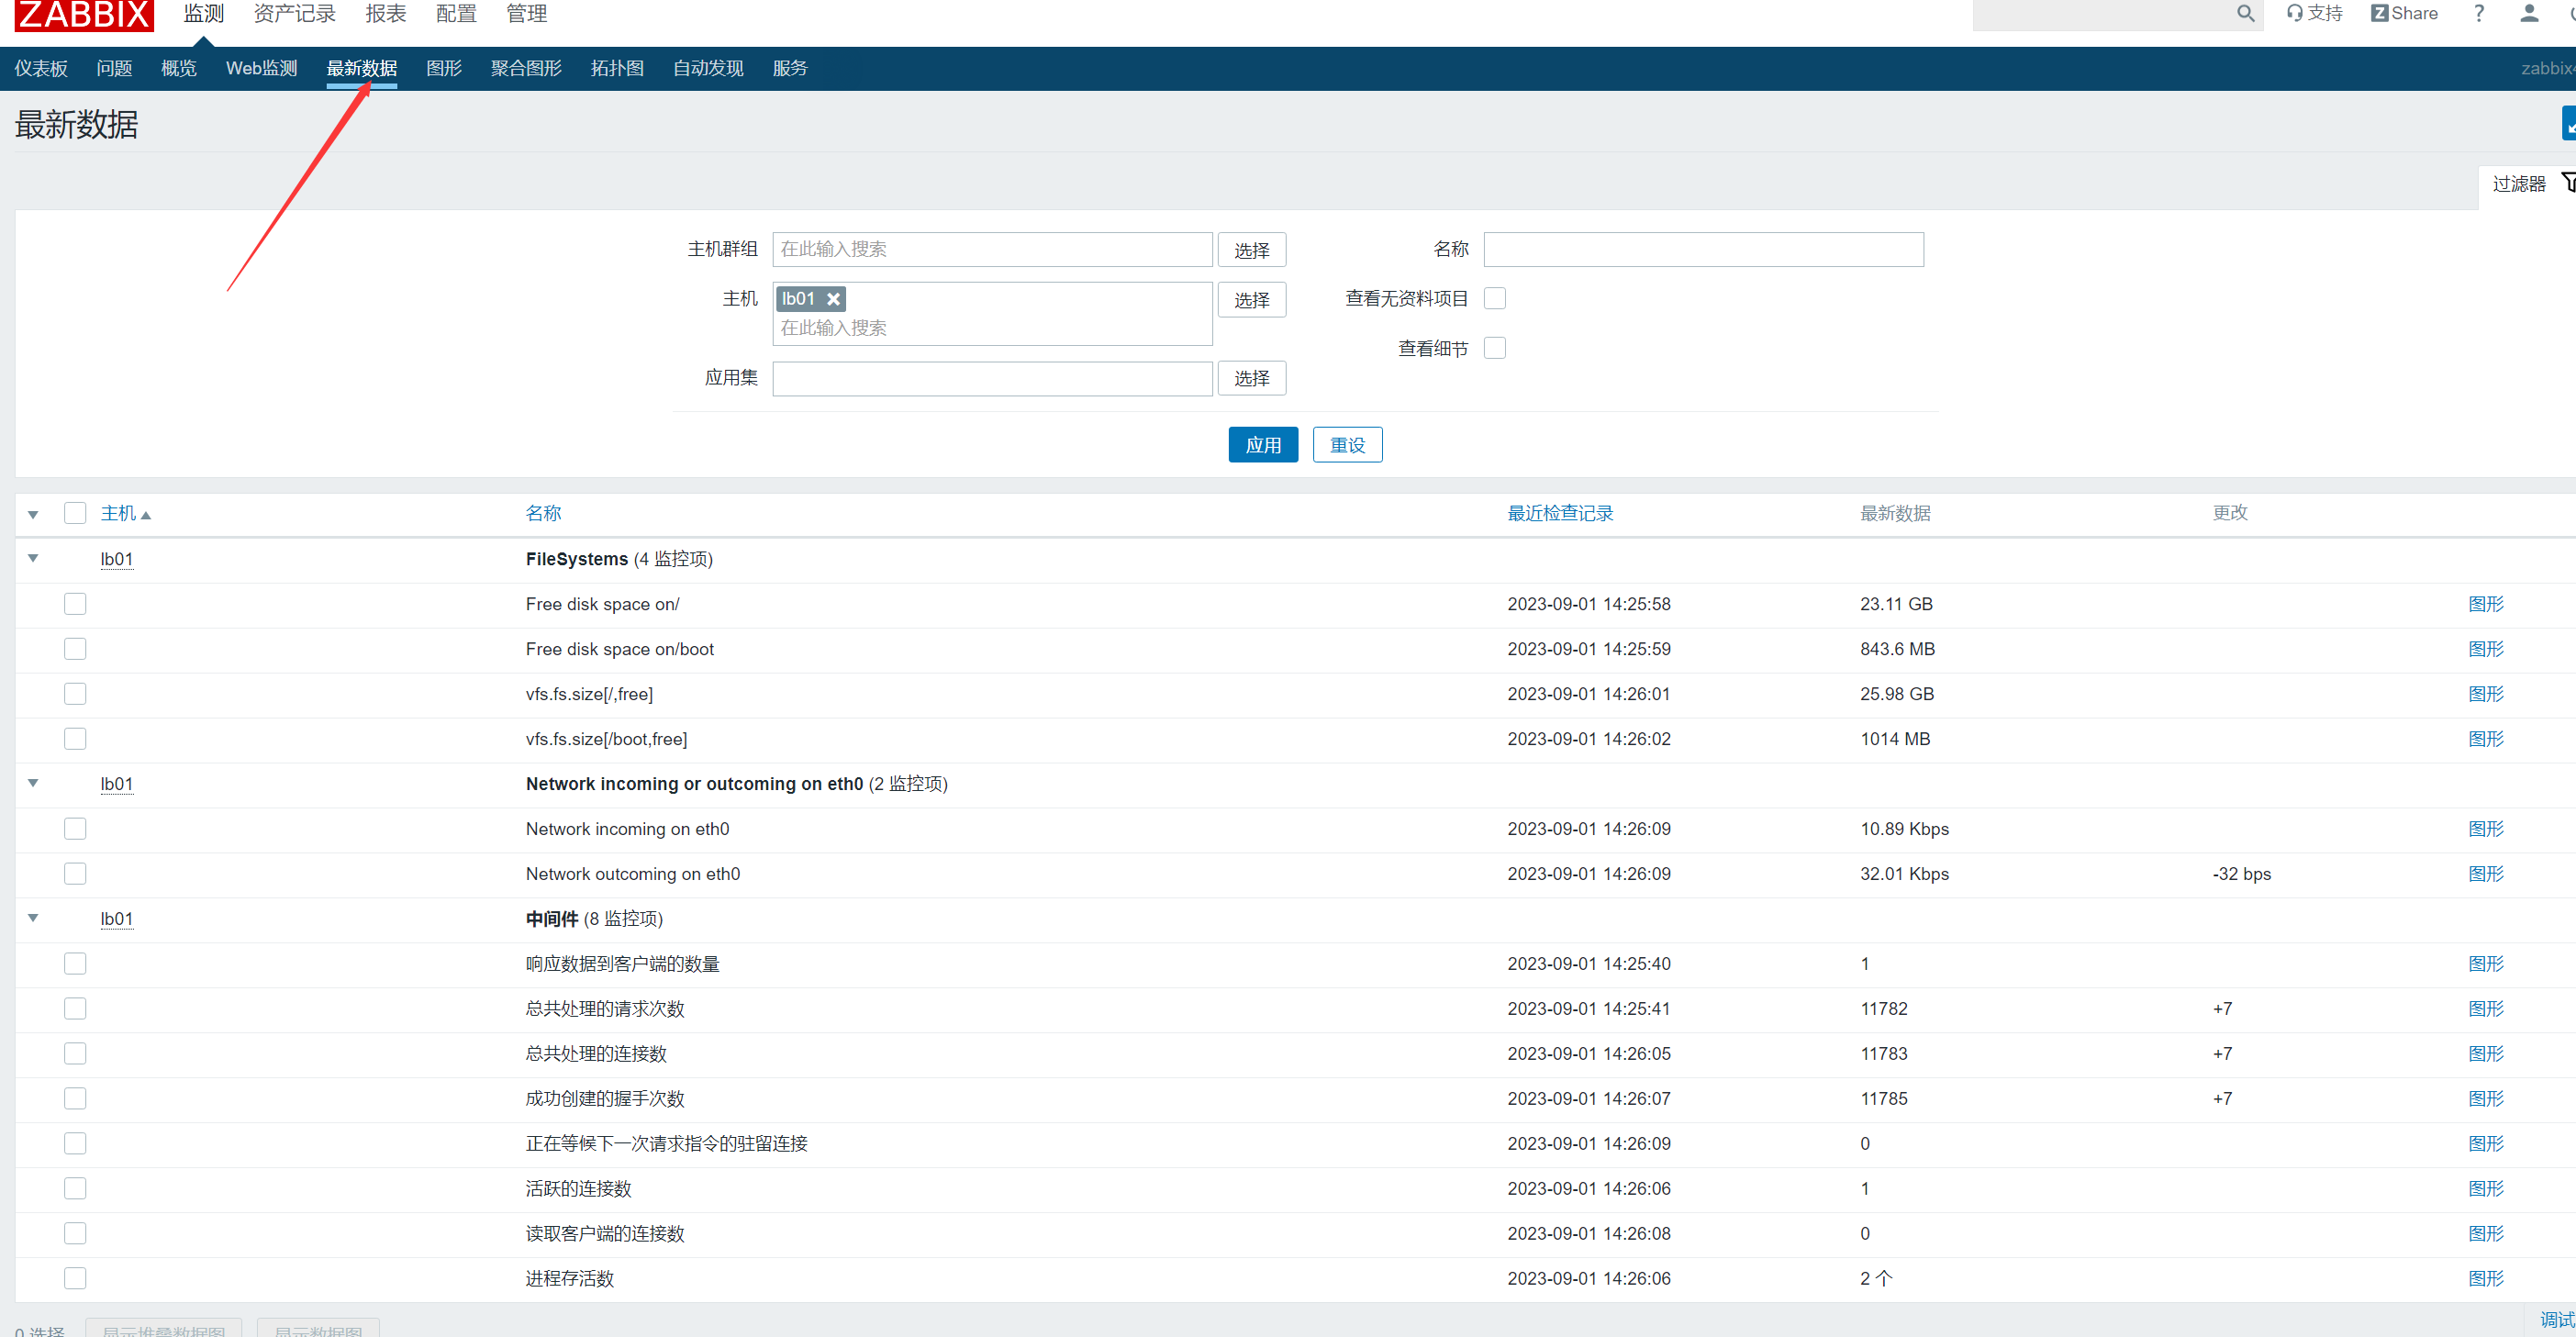 ZABBIX 监测 资产记录 报表 配置 管理 支持 Z Share ?
仪表板 问题 概览 Web监测 最新数据 图形 聚合图形 拓扑图 自动发现 服务 zabbix
最新数据
过滤器
主机群组 在此输入搜索 选择 名称
主机 lb01 选择 查看无资料项目
在此输入搜索
查看细节
应用集 选择
应用 重设
主机 名称 最近检查记录 最新数据 更改
lb01 FileSystems (4 监控项)
Free disk space on/ 2023-09-01 14:25:58 23.11 GB 图形
Free disk space on/boot 2023-09-01 14:25:59 843.6 MB 图形
vfs.fs.size[/,free] 2023-09-01 14:26:01 25.98 GB 图形
vfs.fs.size[/boot,free] 2023-09-01 14:26:02 1014 MB 图形
lb01 Network incoming or outcoming on eth0 (2 监控项)
Network incoming on eth0 2023-09-01 14:26:09 10.89 Kbps 图形
Network outcoming on eth0 2023-09-01 14:26:09 32.01 Kbps -32 bps 图形
lb01 中间件 (8 监控项)
响应数据到客户端的数量 2023-09-01 14:25:40 1 图形
总共处理的请求次数 2023-09-01 14:25:41 11782 +7 图形
总共处理的连接数 2023-09-01 14:26:05 11783 +7 图形
成功创建的握手次数 2023-09-01 14:26:07 11785 +7 图形
正在等候下一次请求指令的驻留连接 2023-09-01 14:26:09 0 图形
活跃的连接数 2023-09-01 14:26:06 1 图形
读取客户端的连接数 2023-09-01 14:26:08 0 图形
进程存活数 2023-09-01 14:26:06 2 个 图形
调试
0 选择 显示堆叠数据图 显示数据图